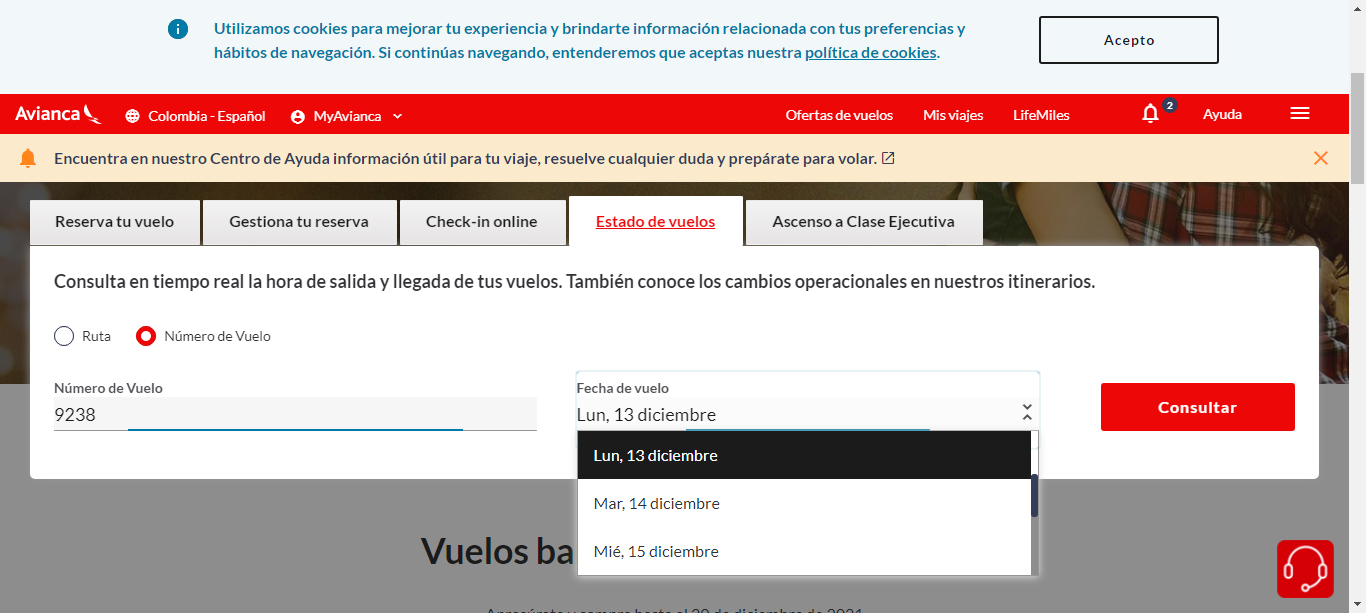 Utilizamos cookies para mejorar tu experiencia y brindarte información relacionada con tus preferencias y
hábitos de navegación. Si continúas navegando, entenderemos que aceptas nuestra política de cookies.
Acepto
Avianca
Colombia - Español
MyAvianca
Ofertas de vuelos
Mis viajes
LifeMiles
2
Ayuda
Encuentra en nuestro Centro de Ayuda información útil para tu viaje, resuelve cualquier duda y prepárate para volar.
Reserva tu vuelo
Gestiona tu reserva
Check-in online
Estado de vuelos
Ascenso a Clase Ejecutiva
Consulta en tiempo real la hora de salida y llegada de tus vuelos. También conoce los cambios operacionales en nuestros itinerarios.
Ruta
Número de Vuelo
Número de Vuelo
9238
Fecha de vuelo
Lun, 13 diciembre
Consultar
Lun, 13 diciembre
Mar, 14 diciembre
Mié, 15 diciembre
Vuelos ba